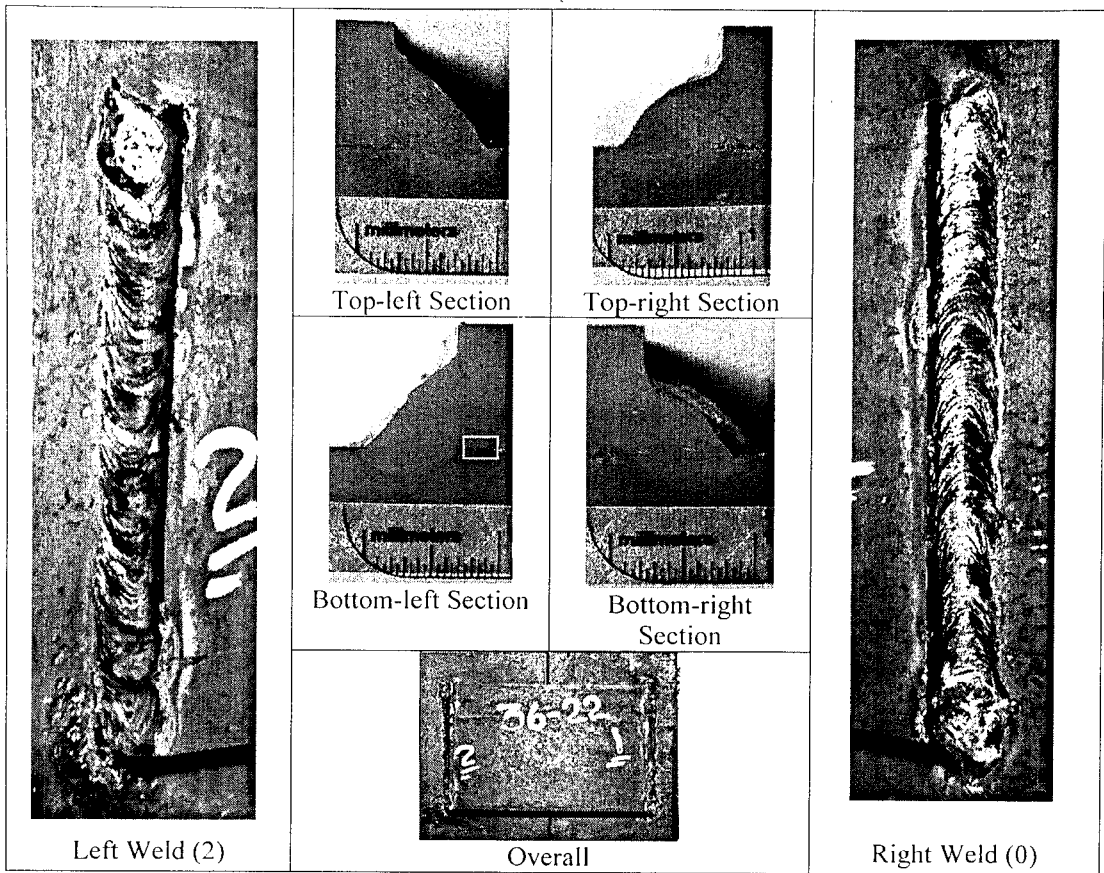 millimeters
Top-left Section
millimeters
Top-right Section
millimeters
Bottom-left Section
millimeters
Bottom-right
Section
2
36-22
2
1
Overall
Left Weld (2)
Right Weld (0)